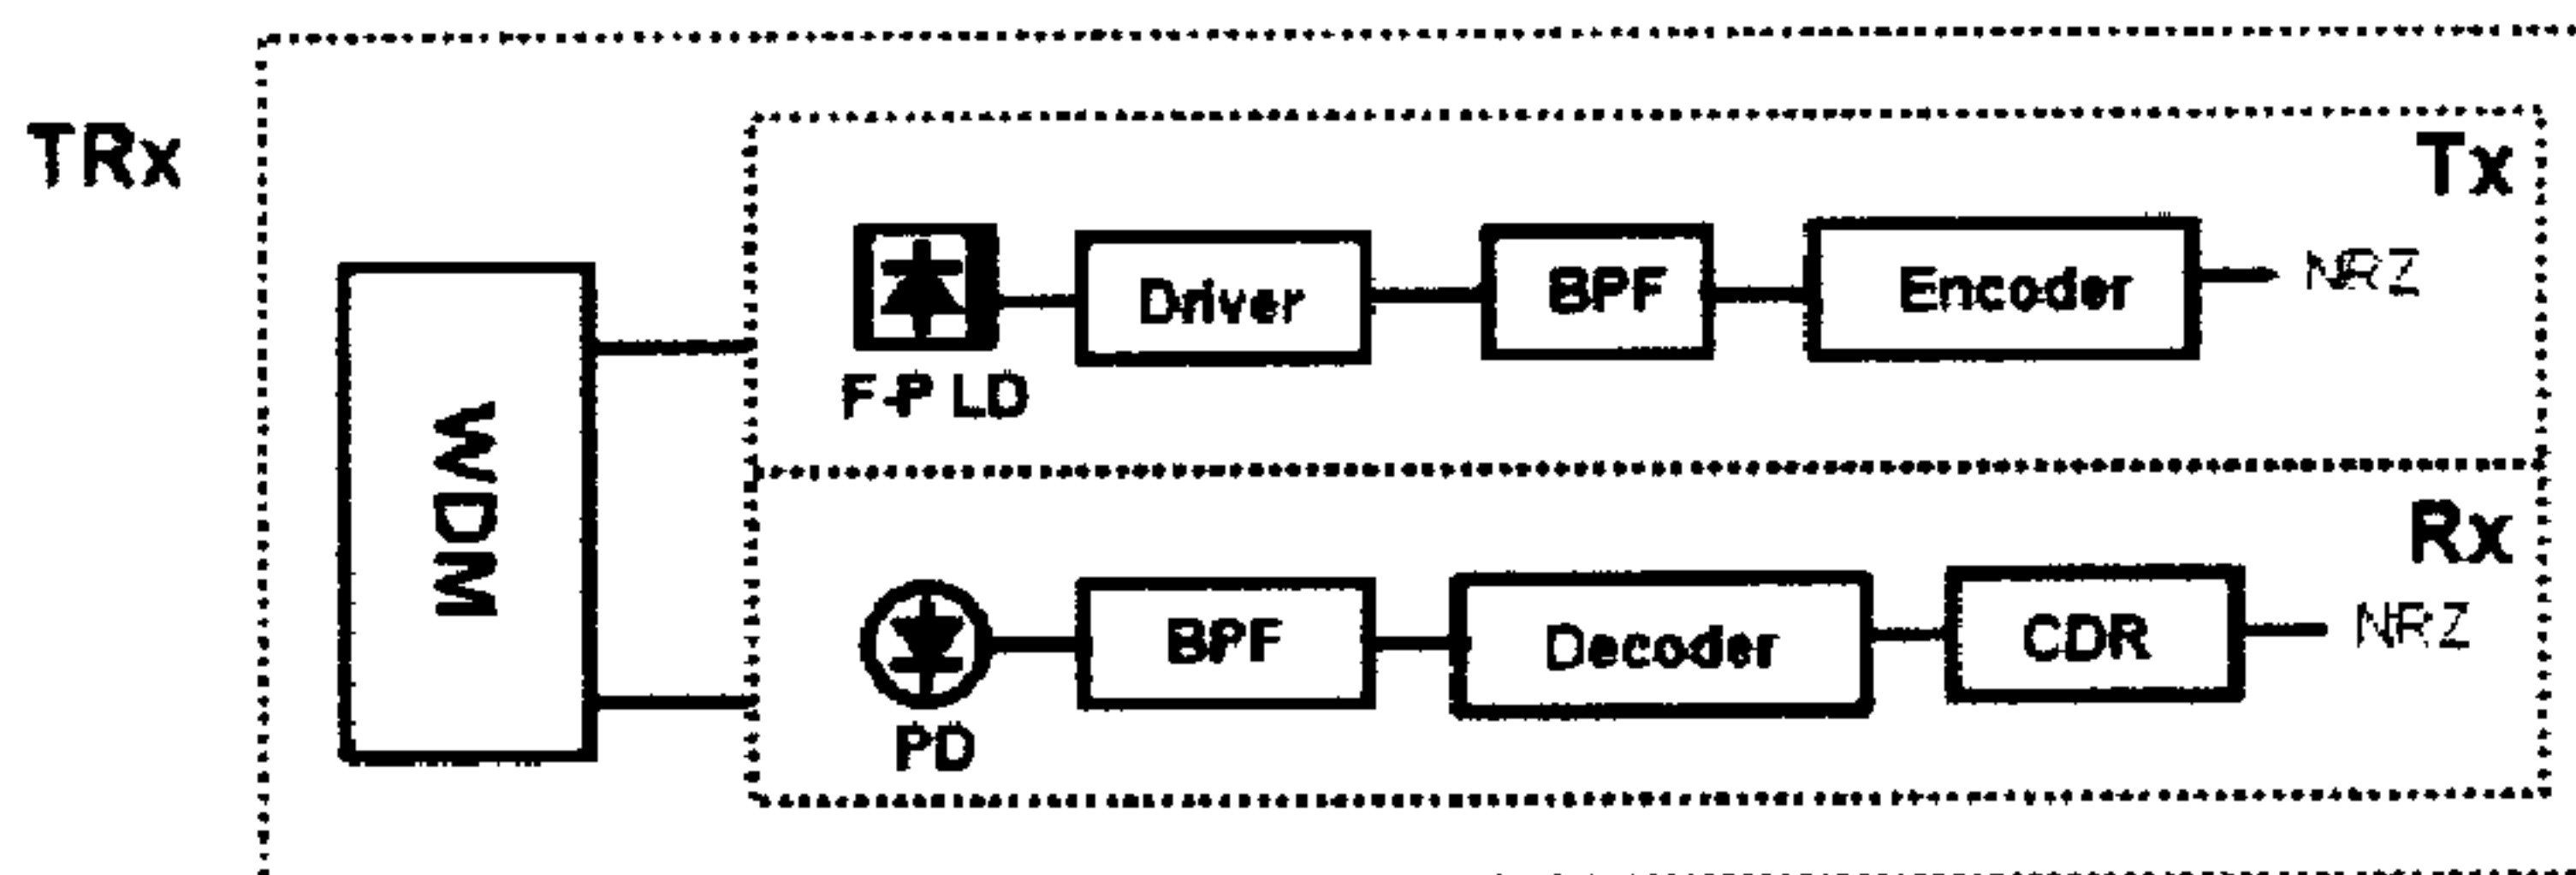 TRx
Tx
Driver
BPF
Encoder
NRZ
F-P LD
WDM
Rx
BPF
Decoder
CDR
NRZ
PD